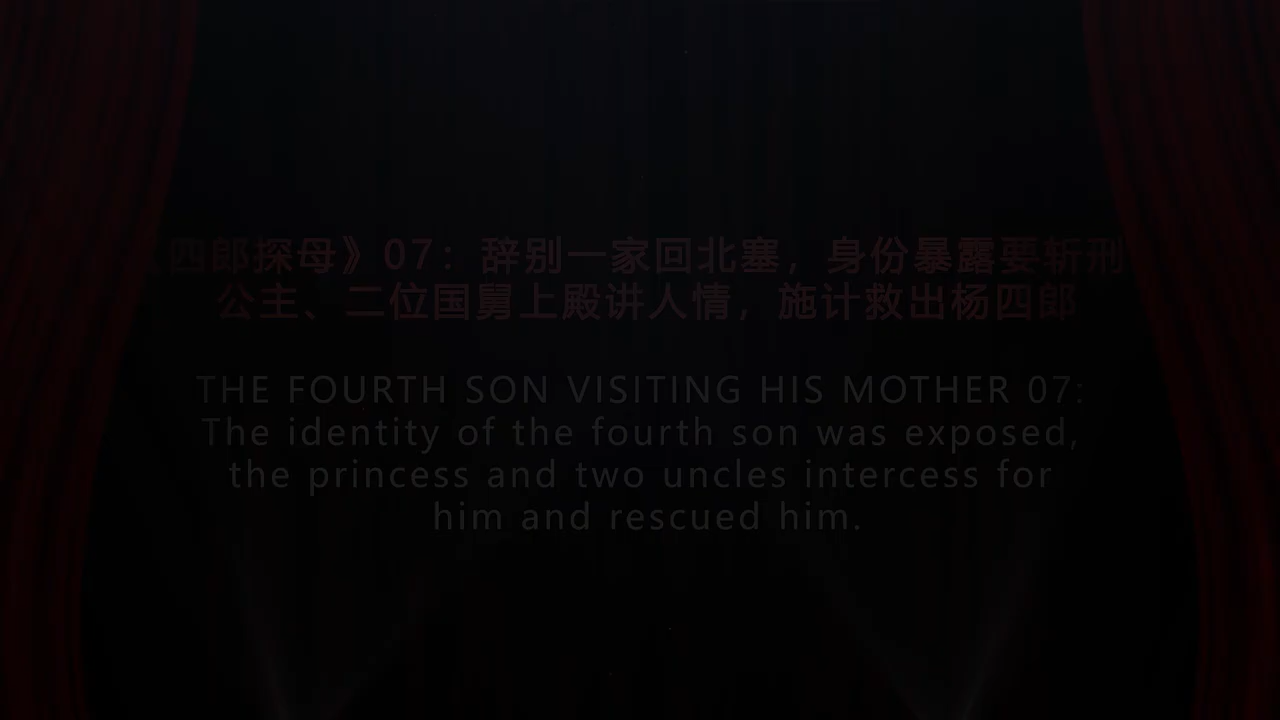 《四郎探母》07：辞别一家回北塞，身份暴露要斩刑
公主、二位国舅上殿讲人情，施计救出杨四郎
THE FOURTH SON VISITING HIS MOTHER 07:
The identity of the fourth son was exposed,
the princess and two uncles intercess for
him and rescued him.